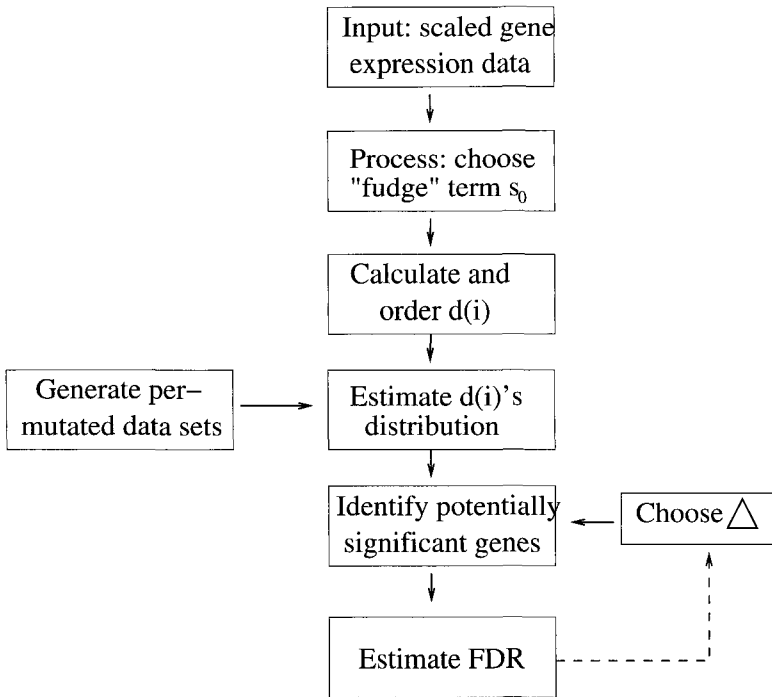 Input: scaled gene
expression data
Process: choose
"fudge" term s₀
Calculate and
order d(i)
Generate per–
mutated data sets
Estimate d(i)'s
distribution
Identify potentially
significant genes
Choose △
Estimate FDR